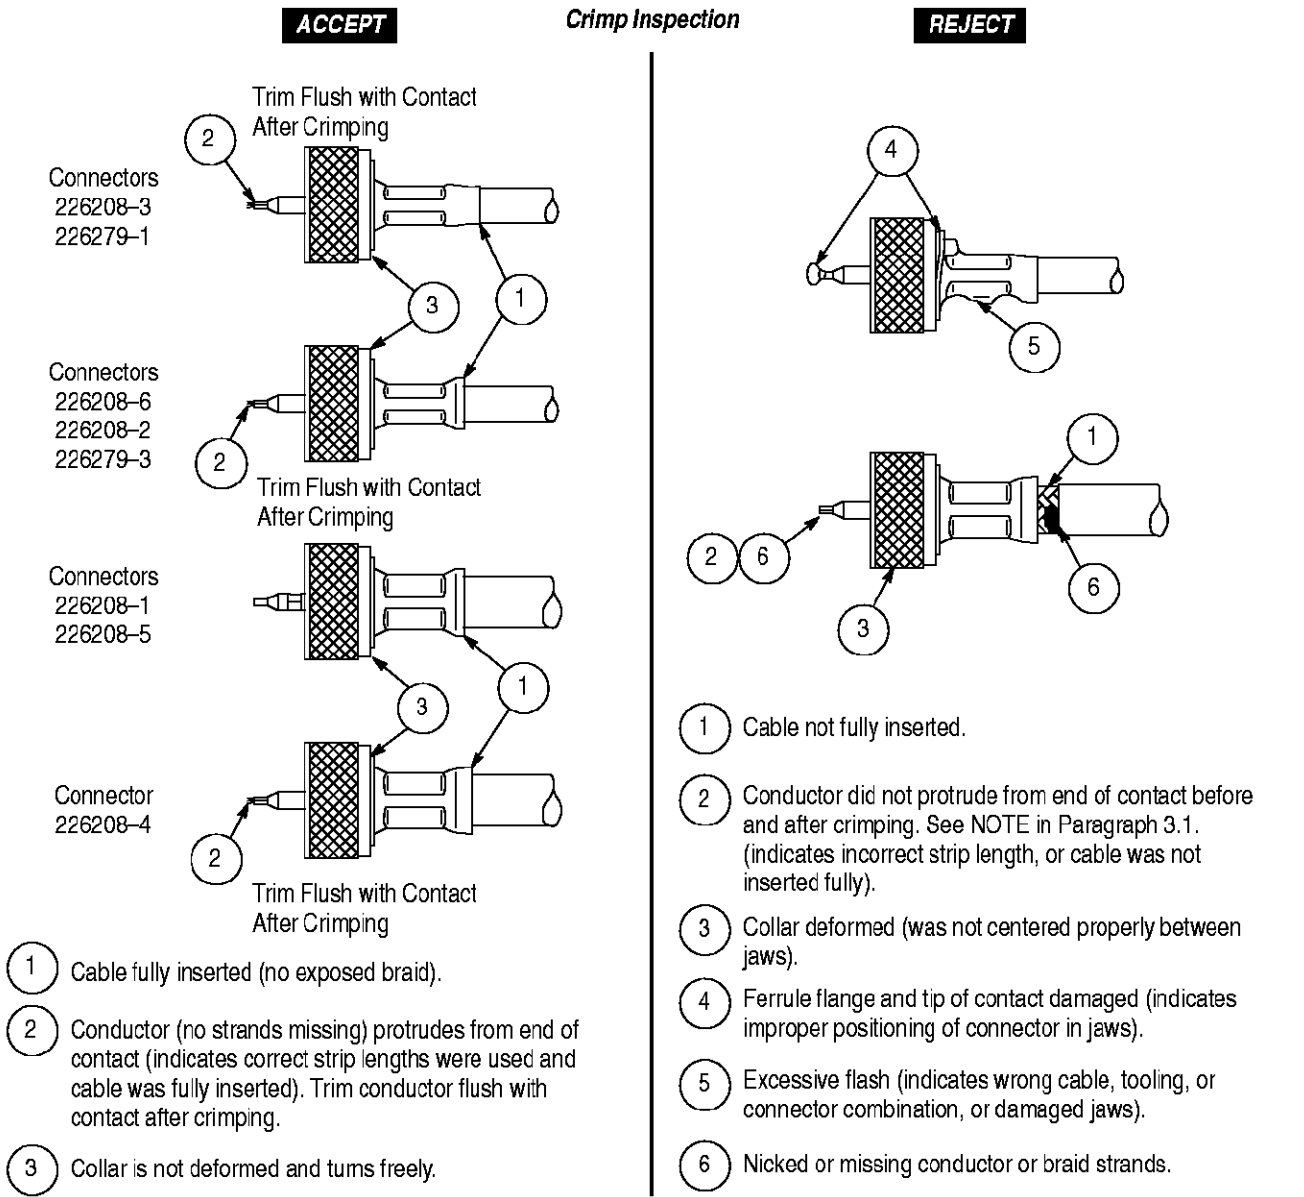 ACCEPT
Crimp Inspection
REJECT
Trim Flush with Contact
After Crimping
2
Connectors
226208–3
226279–1
3
1
Connectors
226208–6
226208–2
226279–3
2
Trim Flush with Contact
After Crimping
Connectors
226208–1
226208–5
3
1
Connector
226208–4
2
Trim Flush with Contact
After Crimping
1 Cable fully inserted (no exposed braid).
2 Conductor (no strands missing) protrudes from end of
contact (indicates correct strip lengths were used and
cable was fully inserted). Trim conductor flush with
contact after crimping.
3 Collar is not deformed and turns freely.
4
5
1
2 6
6
3
1 Cable not fully inserted.
2 Conductor did not protrude from end of contact before
and after crimping. See NOTE in Paragraph 3.1.
(indicates incorrect strip length, or cable was not
inserted fully).
3 Collar deformed (was not centered properly between
jaws).
4 Ferrule flange and tip of contact damaged (indicates
improper positioning of connector in jaws).
5 Excessive flash (indicates wrong cable, tooling, or
connector combination, or damaged jaws).
6 Nicked or missing conductor or braid strands.